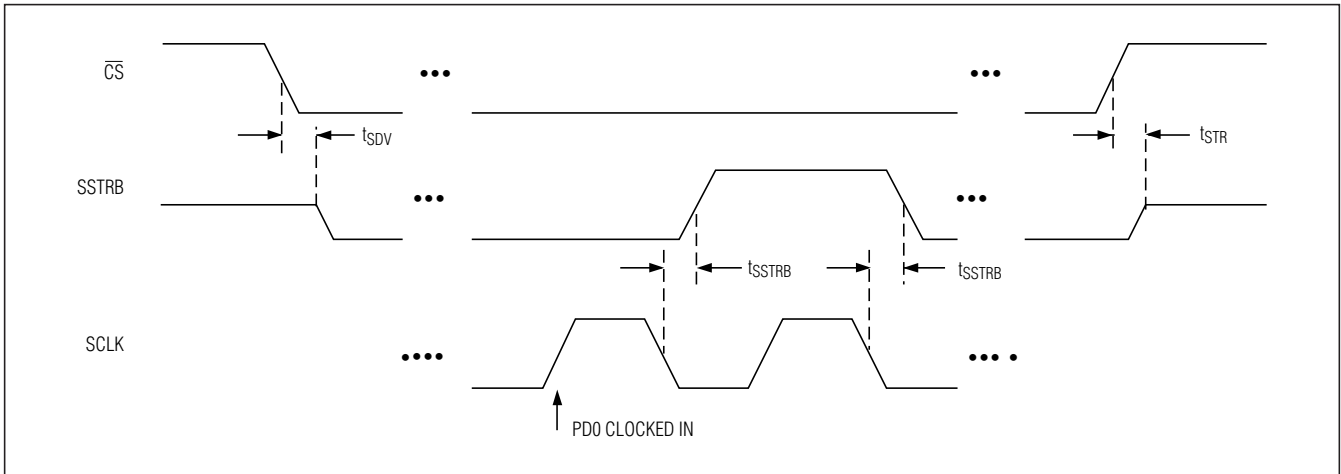 CS
tSDV
tSTR
SSTRB
tSSTRB
tSSTRB
SCLK
PD0 CLOCKED IN